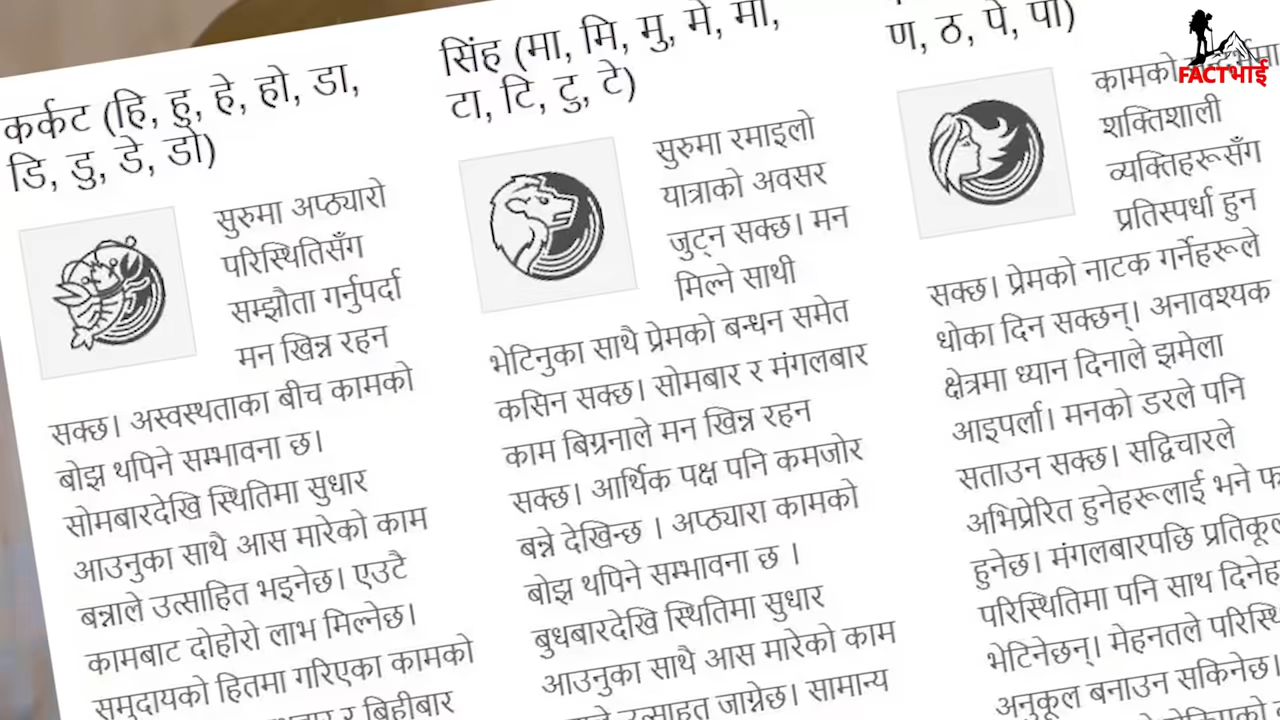 कर्कट (हि, हु, हे, हो, डा,
डि, डु, डे, डो)
सुरुमा अप्ठ्यारो
परिस्थितिसँग
सम्झौता गर्नुपर्दा
मन खिन्न रहन
सक्छ। अस्वस्थताका बीच कामको
बोझ थपिने सम्भावना छ।
सोमबारदेखि स्थितिमा सुधार
आउनुका साथै आस मारेको काम
बन्नाले उत्साहित भइनेछ। एउटै
कामबाट दोहोरो लाभ मिल्नेछ।
समुदायको हितमा गरिएका कामको
र बिहीबार
सिंह (मा, मि, मु, मे, मो,
टा, टि, टु, टे)
सुरुमा रमाइलो
यात्राको अवसर
जुट्न सक्छ। मन
मिल्ने साथी
भेटिनुका साथै प्रेमको बन्धन समेत
कसिन सक्छ। सोमबार र मंगलबार
काम बिग्रनाले मन खिन्न रहन
सक्छ। आर्थिक पक्ष पनि कमजोर
बन्ने देखिन्छ । अप्ठ्यारा कामको
बोझ थपिने सम्भावना छ ।
बुधबारदेखि स्थितिमा सुधार
आउनुका साथै आस मारेको काम
जाग्नेछ। सामान्य
ण, ठ, पे, पो)
कामको
शक्तिशाली
व्यक्तिहरूसँग
प्रतिस्पर्धा हुन
सक्छ। प्रेमको नाटक गर्नेहरूले
धोका दिन सक्छन्। अनावश्यक
क्षेत्रमा ध्यान दिनाले झमेला
आइपर्ला। मनको डरले पनि
सताउन सक्छ। सद्विचारले
अभिप्रेरित हुनेहरूलाई भने
हुनेछ। मंगलबारपछि
परिस्थितिमा पनि साथ
भेटिनेछन्। मेहनतले
अनुकूल बनाउन सकिनेछ।
FACTभाई